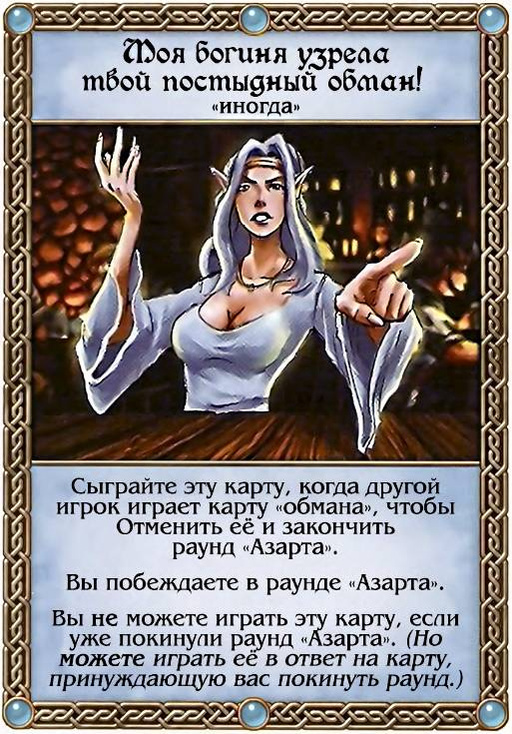 Моя богиня узрела
твой постыдный обман!
«иногда»
Сыграйте эту карту, когда другой
игрок играет карту «обмана», чтобы
Отменить её и закончить
раунд «Азарта».
Вы побеждаете в раунде «Азарта».
Вы не можете играть эту карту, если
уже покинули раунд «Азарта». (Но
можете играть её в ответ на карту,
принуждающую вас покинуть раунд.)